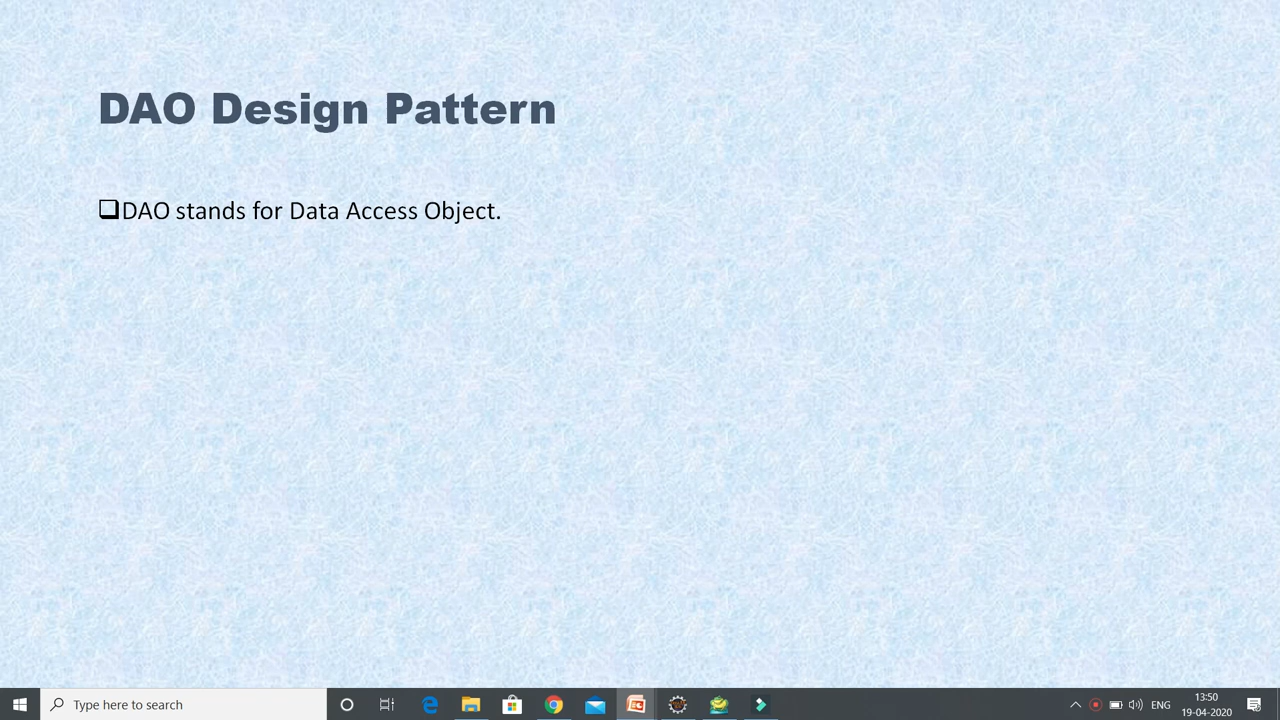 DAO Design Pattern
❑DAO stands for Data Access Object.
Type here to search
ENG
13:50
19-04-2020